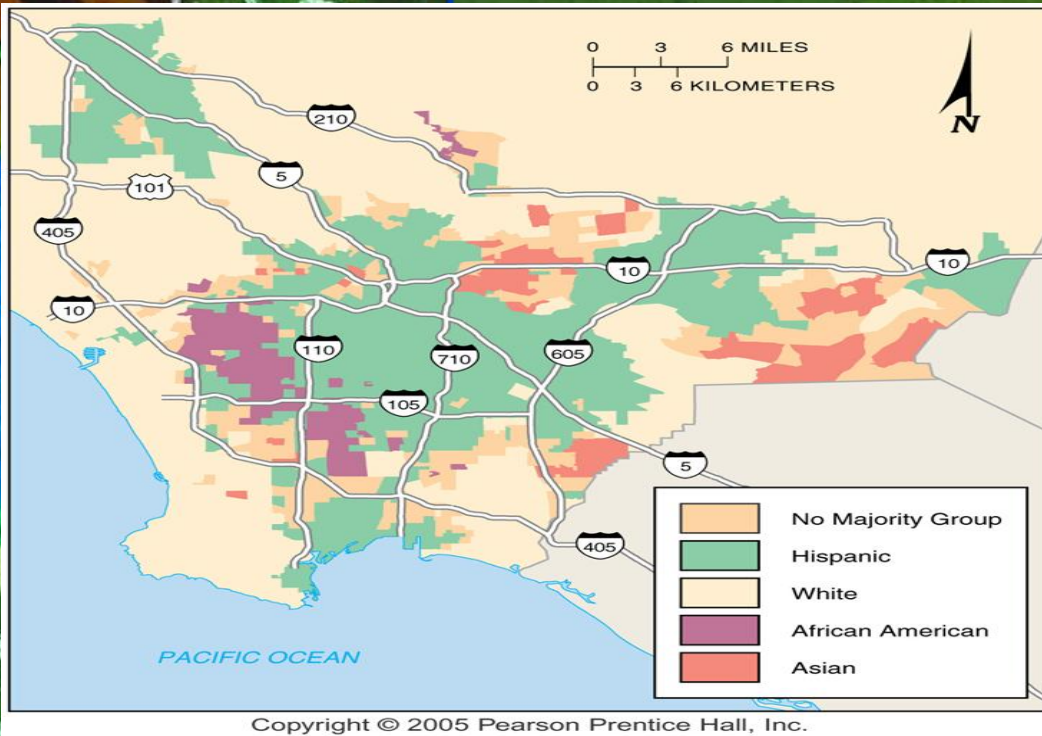 0 3 6 MILES
0 3 6 KILOMETERS
N
210
5
101
405
10
10
10
110
710
605
105
5
405
No Majority Group
Hispanic
White
African American
Asian
PACIFIC OCEAN
Copyright © 2005 Pearson Prentice Hall, Inc.